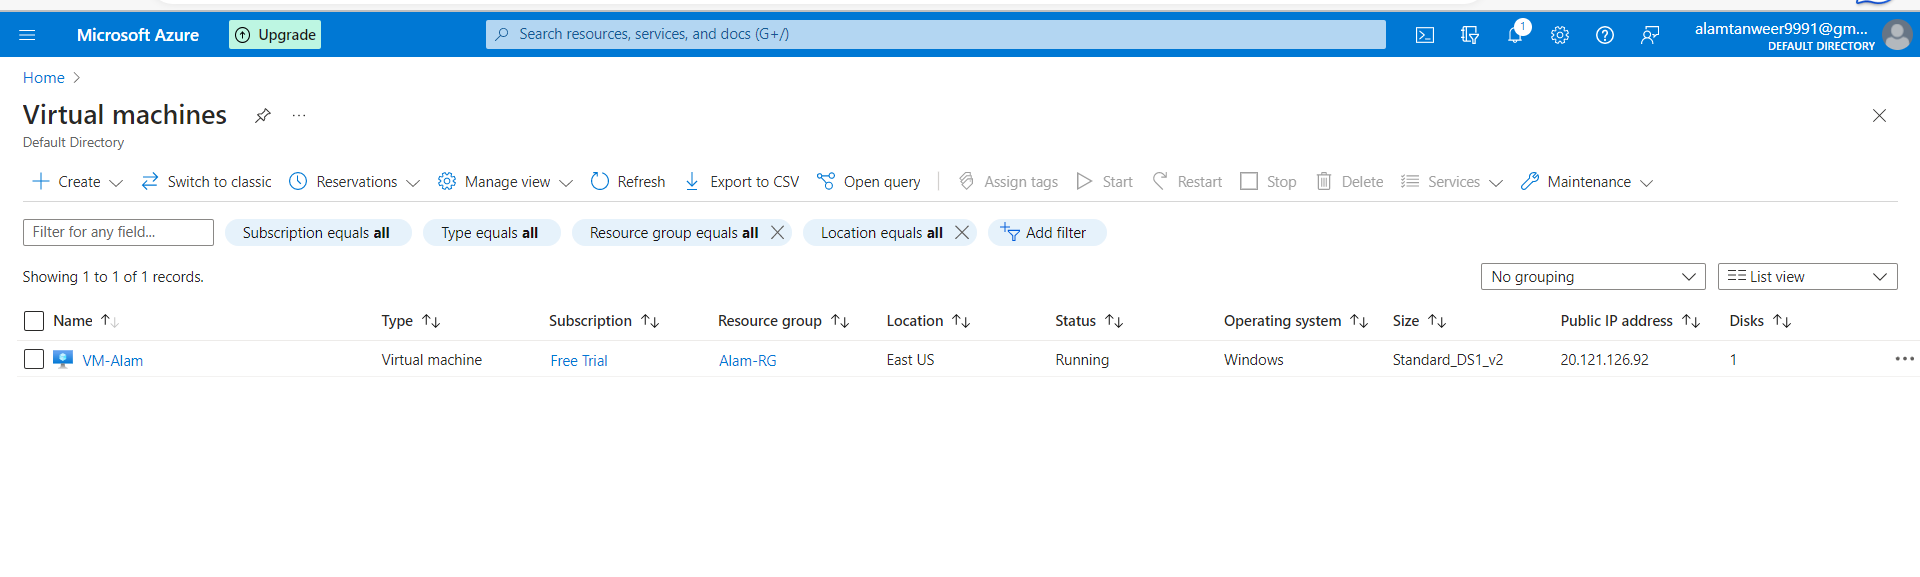 Microsoft Azure Upgrade Search resources, services, and docs (G+/) 1 alamtanweer9991@gm...
DEFAULT DIRECTORY
Home
Virtual machines
Default Directory
Create Switch to classic Reservations Manage view Refresh Export to CSV Open query Assign tags Start Restart Stop Delete Services Maintenance
Filter for any field... Subscription equals all Type equals all Resource group equals all Location equals all Add filter
Showing 1 to 1 of 1 records. No grouping List view
Name Type Subscription Resource group Location Status Operating system Size Public IP address Disks
VM-Alam Virtual machine Free Trial Alam-RG East US Running Windows Standard_DS1_v2 20.121.126.92 1